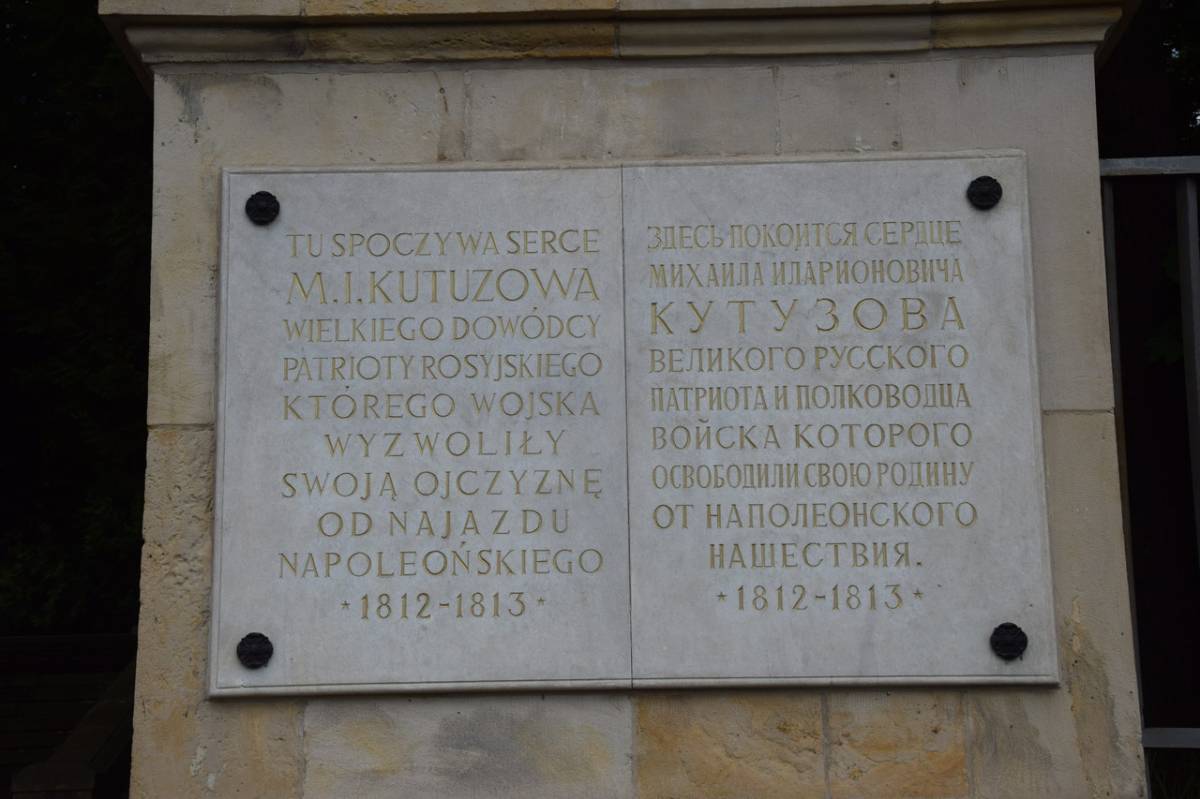 TU SPOCZYWA SERCE
M.I.KUTUZOWA
WIELKIEGO DOWÓDCY
PATRIOTY ROSYJSKIEGO
KTÓREGO WOJSKA
WYZWOLIŁY
SWOJĄ OJCZYZNĘ
OD NAJAZDU
NAPOLEOŃSKIEGO
*1812-1813*
ЗДЕСЬ ПОКОИТСЯ СЕРДЦЕ
МИХАИЛА ИЛАРИОНОВИЧА
КУТУЗОВА
ВЕЛИКОГО РУССКОГО
ПАТРИОТА И ПОЛКОВОДЦА
ВОЙСКА КОТОРОГО
ОСВОБОДИЛИ СВОЮ РОДИНУ
ОТ НАПОЛЕОНСКОГО
НАШЕСТВИЯ.
*1812-1813*